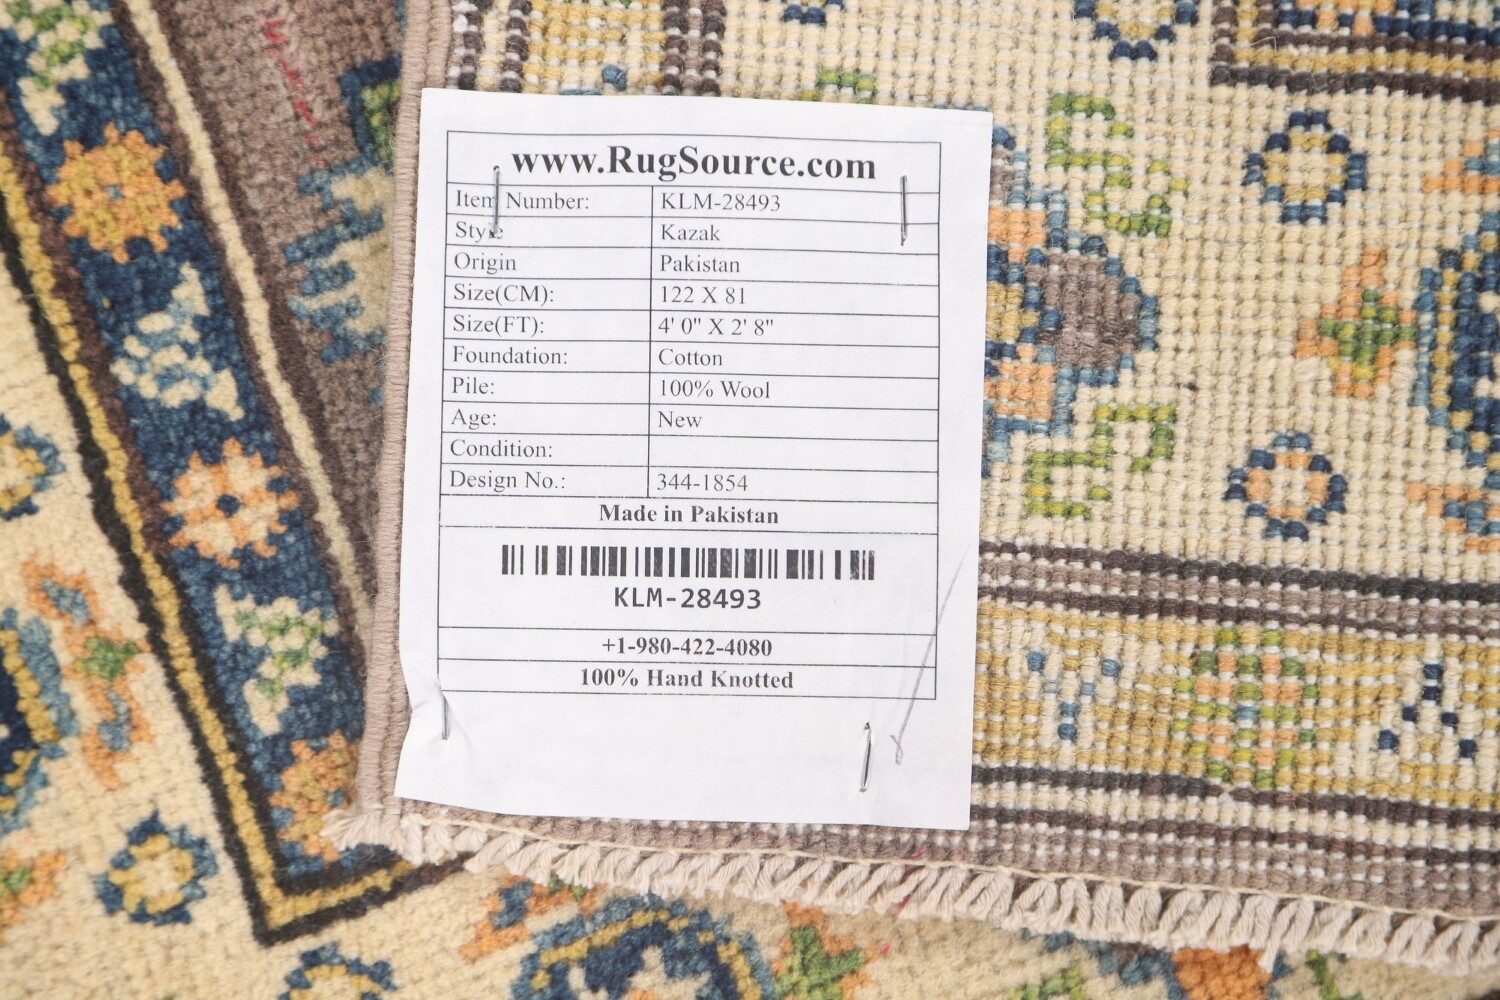 www.RugSource.com
Item Number: KLM-28493
Style Kazak
Origin Pakistan
Size(CM): 122 X 81
Size(FT): 4' 0" X 2' 8"
Foundation: Cotton
Pile: 100% Wool
Age: New
Condition:
Design No.: 344-1854
Made in Pakistan
KLM-28493
+1-980-422-4080
100% Hand Knotted